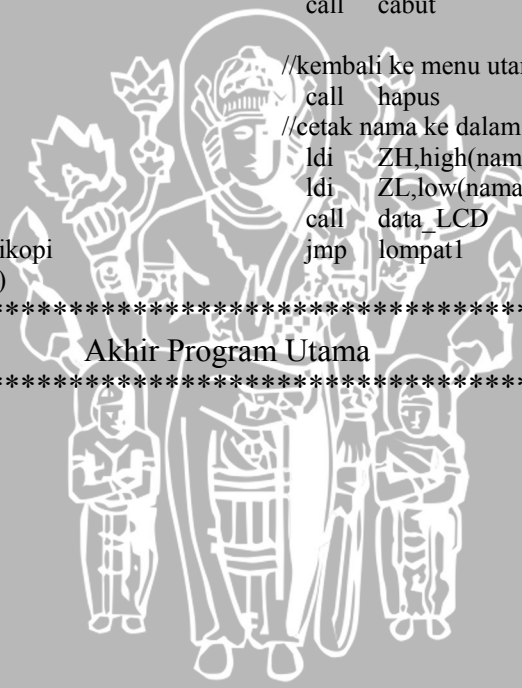 call cabut
//kembali ke menu utam
call hapus
//cetak nama ke dalam
ldi ZH,high(nam
ldi ZL,low(nama
call data_LCD
ikopi
jmp lompat1
)
************************************
Akhir Program Utama
************************************